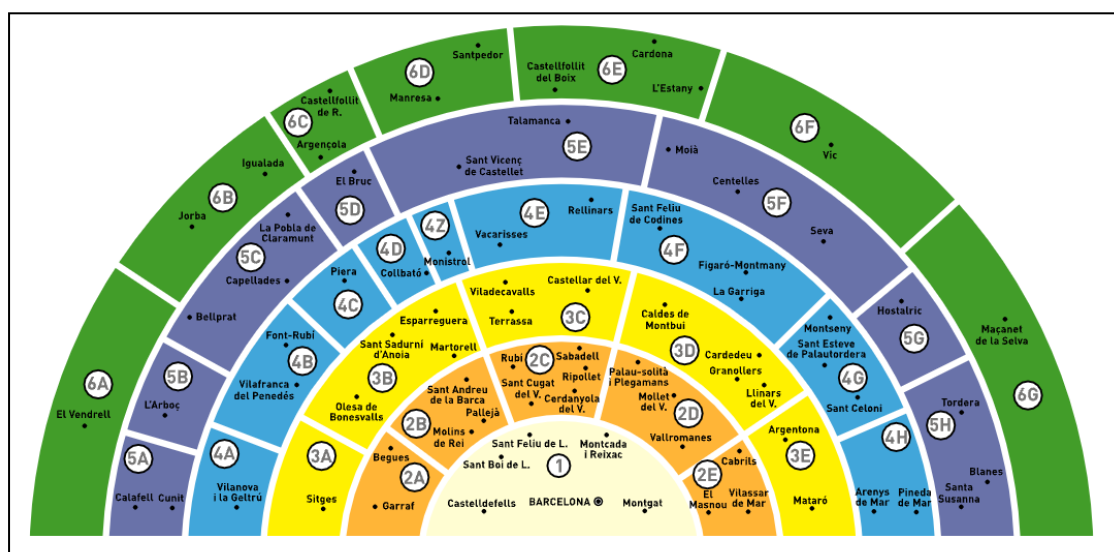 Santpedor
6D
Manresa
Cardona
Castellfollit
del Boix
6E
L'Estany
Castellfollit
de R.
6C
Argençola
6F
Vic
Igualada
6B
Jorba
Talamanca
5E
Sant Vicenç
de Castellet
Moià
Centelles
5F
Seva
El Bruc
5D
La Pobla de
Claramunt
5C
Capellades
Bellprat
4Z
Monistrol
4D
Collbató
4E
Rellinars
Vacarisses
Sant Feliu
de Codines
4F
Figaró-Montmany
La Garriga
Piera
4C
Font-Rubí
4B
Vilafranca
del Penedés
Viladecavalls
Castellar del V.
Terrassa
3C
Caldes de
Montbuí
3D
Cardedeu
Granollers
Llinars
del V.
Esparreguera
Sant Sadurní
d'Anoia
Martorell
3B
Olesa de
Bonesvalls
Hostalric
5G
Montseny
Sant Esteve
de Palautordera
4G
Sant Celoni
Maçanet
de la Selva
6G
6A
El Vendrell
5B
L'Arboç
5A
Calafell
Cunit
4A
Vilanova
i la Geltrú
3A
Sitges
Rubí
2C
Sabadell
Sant Cugat
del V.
Ripollet
Cerdanyola
del V.
Palau-solità
i Plegamans
Mollet
del V.
2D
Vallromanes
Sant Andreu
de la Barca
2B
Pallejà
Molins
de Rei
Begues
2A
Garraf
Sant Feliu de L.
Montcada
i Reixac
Sant Boi de L.
1
Castelldefells
BARCELONA
Montgat
Cabrils
2E
El
Masnou
Vilassar
de Mar
Argentona
3E
Mataró
4H
Arenys
de Mar
Pineda
de Mar
Tordera
5H
Blanes
Santa
Susanna